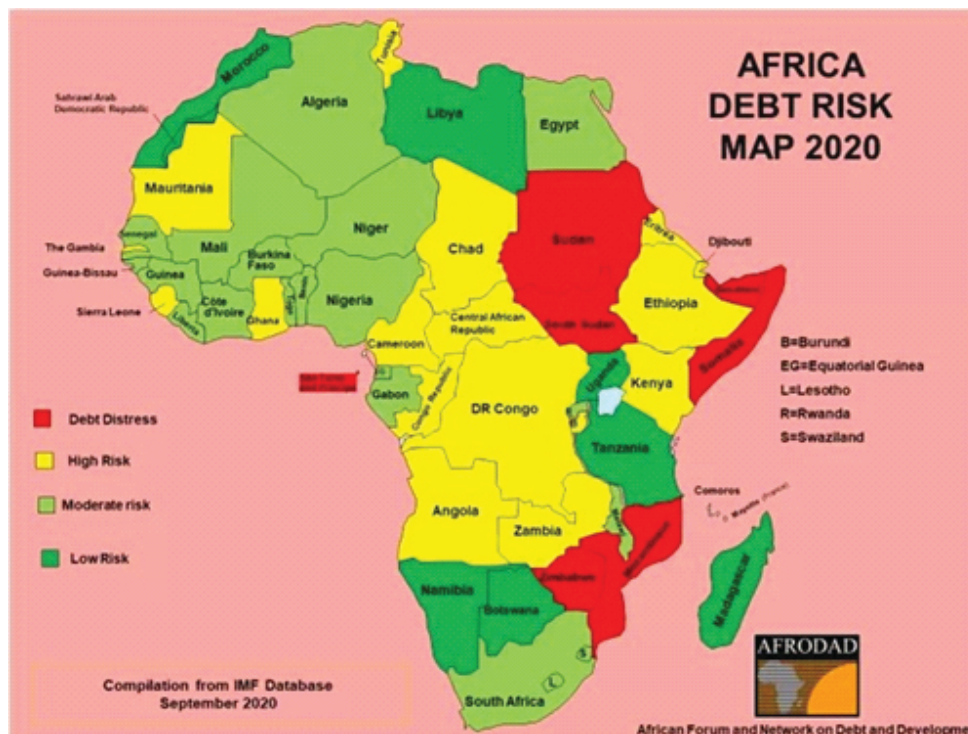 AFRICA
DEBT RISK
MAP 2020
Morocco
Tunisia
Sahrawi Arab
Democratic Republic
Algeria
Libya
Egypt
Mauritania
Senegal
The Gambia
Guinea-Bissau
Guinea
Sierra Leone
Liberia
Mali
Burkina
Faso
Côte
d'Ivoire
Ghana
Togo
Benin
Niger
Nigeria
Chad
Sudan
Eritrea
Djibouti
Ethiopia
Somalia
South Sudan
Central African
Republic
Cameroon
EG
Gabon
Congo Republic
DR Congo
Uganda
Kenya
R
B
Tanzania
Angola
Zambia
Malawi
Mozambique
Zimbabwe
Namibia
Botswana
South Africa
S
L
Comoros
Mayotte (France)
Madagascar
B=Burundi
EG=Equatorial Guinea
L=Lesotho
R=Rwanda
S=Swaziland
Debt Distress
High Risk
Moderate risk
Low Risk
Compilation from IMF Database
September 2020
AFRODAD
African Forum and Network on Debt and Developme